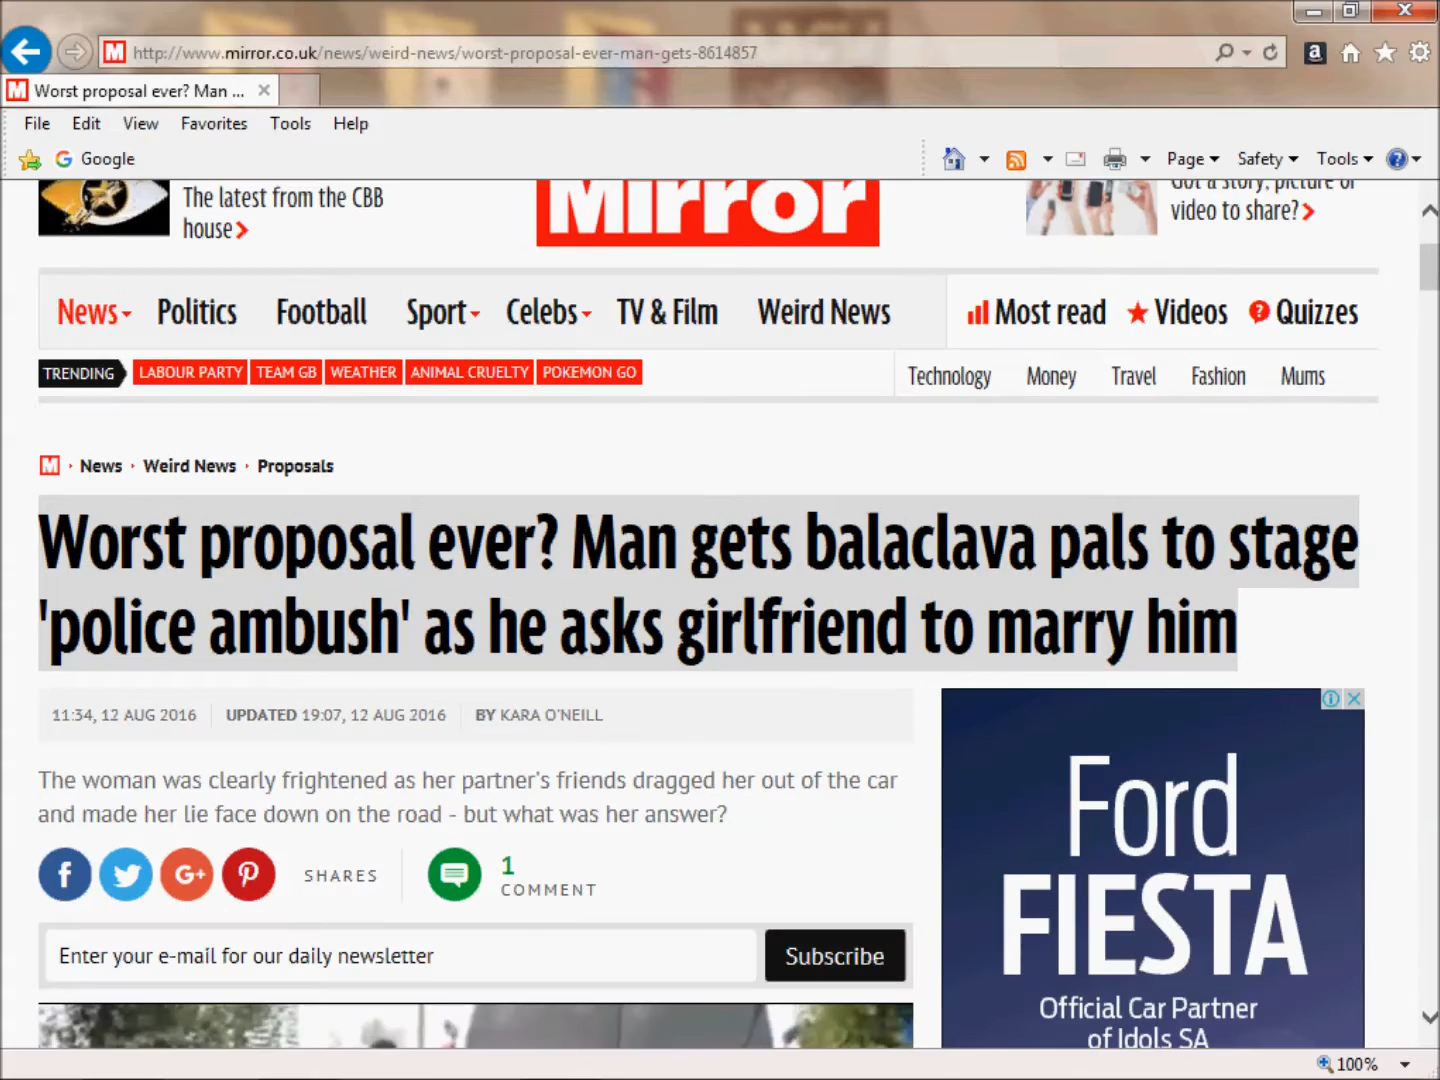 http://www.mirror.co.uk/news/weird-news/worst-proposal-ever-man-gets-8614857
Worst proposal ever? Man ...
File Edit View Favorites Tools Help
Google
Page Safety Tools
The latest from the CBB
house
Mirror
Got a story, picture or
video to share?
News Politics Football Sport Celebs TV & Film Weird News Most read Videos Quizzes
TRENDING LABOUR PARTY TEAM GB WEATHER ANIMAL CRUELTY POKEMON GO
Technology Money Travel Fashion Mums
M News Weird News Proposals
Worst proposal ever? Man gets balaclava pals to stage
'police ambush' as he asks girlfriend to marry him
11:34, 12 AUG 2016 UPDATED 19:07, 12 AUG 2016 BY KARA O'NEILL
The woman was clearly frightened as her partner's friends dragged her out of the car
and made her lie face down on the road - but what was her answer?
SHARES
1
COMMENT
Enter your e-mail for our daily newsletter Subscribe
Ford
FIESTA
Official Car Partner
of Idols SA
100%